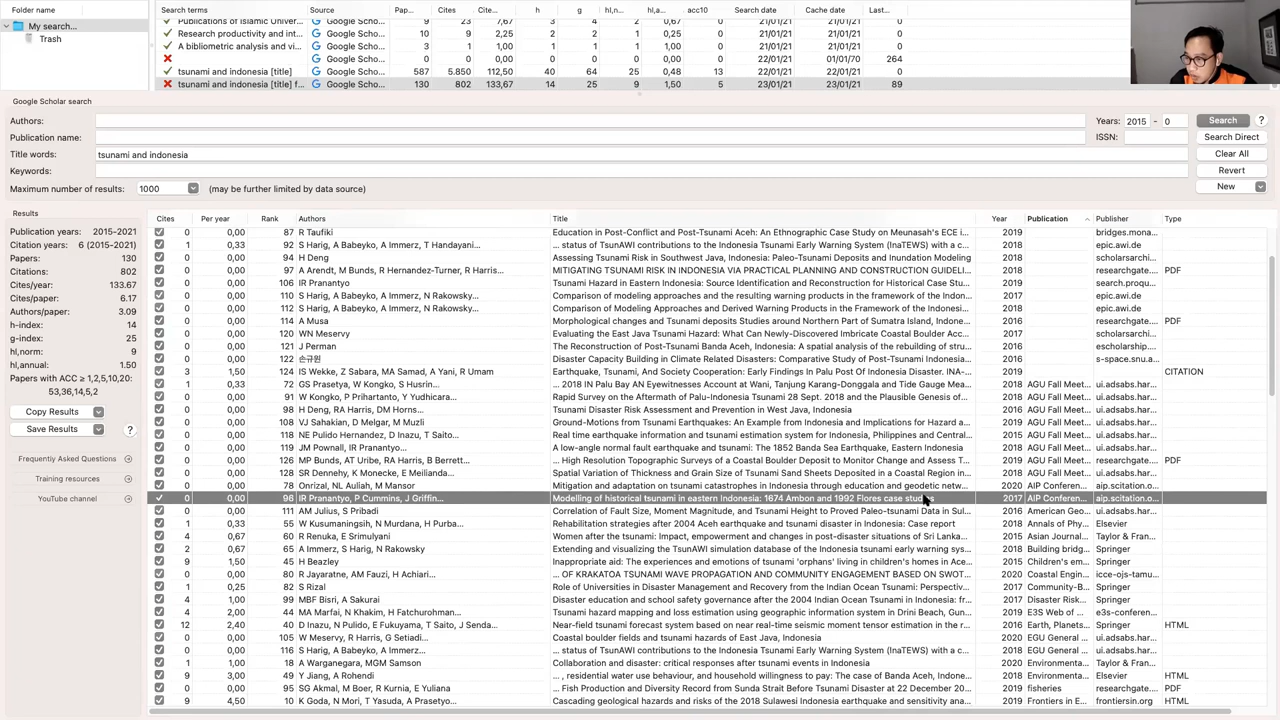 Folder name
My search...
Trash
Search terms Source Pap... Cites Cite... h g hI,n... hI,a... acc10 Search date Cache date Last...
Publications of Islamic Univer... Google Scho... 9 23 7,67 3 4 2 0,67 0 21/01/21 21/01/21 0
Research productivity and int... Google Scho... 10 9 2,25 2 2 1 0,25 0 21/01/21 21/01/21 0
A bibliometric analysis and vi... Google Scho... 3 1 1,00 1 1 1 1,00 0 21/01/21 21/01/21 0
Google Scho... 0 0 0,00 0 0 0 0,00 0 22/01/21 01/01/70 264
tsunami and indonesia [title] Google Scho... 587 5.850 112,50 40 64 25 0,48 13 22/01/21 22/01/21 0
tsunami and indonesia [title] f... Google Scho... 130 802 133,67 14 25 9 1,50 5 23/01/21 23/01/21 89
Google Scholar search
Authors: Years: 2015 - 0 Search ?
Publication name: ISSN: Search Direct
Title words: tsunami and indonesia Clear All
Keywords: Revert
Maximum number of results: 1000 (may be further limited by data source) New
Results
Publication years: 2015-2021
Citation years: 6 (2015-2021)
Papers: 130
Citations: 802
Cites/year: 133.67
Cites/paper: 6.17
Authors/paper: 3.09
h-index: 14
g-index: 25
hI,norm: 9
hI,annual: 1.50
Papers with ACC ≥ 1,2,5,10,20:
53,36,14,5,2
Copy Results
Save Results ?
Frequently Asked Questions
Training resources
YouTube channel
Cites Per year Rank Authors Title Year Publication Publisher Type
0 0,00 87 R Taufiki Education in Post-Conflict and Post-Tsunami Aceh: An Ethnographic Case Study on Meunasah's ECE i... 2019 bridges.mona...
1 0,33 92 S Harig, A Babeyko, A Immerz, T Handayani... ... status of TsunAWI contributions to the Indonesia Tsunami Early Warning System (InaTEWS) with a c... 2018 epic.awi.de
0 0,00 94 H Deng Assessing Tsunami Risk in Southwest Java, Indonesia: Paleo-Tsunami Deposits and Inundation Modeling 2018 scholarsarchi...
0 0,00 97 A Arendt, M Bunds, R Hernandez-Turner, R Harris... MITIGATING TSUNAMI RISK IN INDONESIA VIA PRACTICAL PLANNING AND CONSTRUCTION GUIDELI... 2018 researchgate... PDF
0 0,00 106 IR Pranantyo Tsunami Hazard in Eastern Indonesia: Source Identification and Reconstruction for Historical Case Stu... 2019 search.proqu...
0 0,00 110 S Harig, A Babeyko, A Immerz, N Rakowsky... Comparison of modeling approaches and the resulting warning products in the framework of the Indon... 2017 epic.awi.de
0 0,00 112 S Harig, A Babeyko, A Immerz, N Rakowsky... Comparison of Modeling Approaches and the Resulting Warning Products in the Framework of the Indon... 2018 epic.awi.de
0 0,00 114 A Musa Morphological changes and Tsunami deposits Studies around Northern Part of Sumatra Island, Indone... 2016 researchgate... PDF
0 0,00 120 WN Meservy Evaluating the East Java Tsunami Hazard: What Can Newly-Discovered Imbricate Coastal Boulder Acc... 2017 scholarsarchi...
0 0,00 121 J Perman The Reconstruction of Post-Tsunami Banda Aceh, Indonesia: A spatial analysis of the rebuilding of stru... 2016 escholarship....
0 0,00 122 손규원 Disaster Capacity Building in Climate Related Disasters: Comparative Study of Post-Tsunami Indonesi... 2017 s-space.snu.a...
3 1,50 124 IS Wekke, Z Sabara, MA Samad, A Yani, R Umam Earthquake, Tsunami, and Society Cooperation: Early Findings In Palu Post Of Indonesia Disaster. INA-... 2019 CITATION
1 0,33 72 GS Prasetya, W Kongko, S Husrin... ... 2018 IN Palu BAY AN Eyewitnesses Account at Wani, Tanjung Karang-Donggala and Tide Gauge Mea... 2018 AGU Fall Meet... ui.adsabs.har...
0 0,00 91 W Kongko, P Prihartanto, Y Yudhicara... Rapid Survey on the Aftermath of Palu-Indonesia Tsunami 28 Sept. 2018 and the Plausible Genesis of... 2018 AGU Fall Meet... ui.adsabs.har...
0 0,00 98 H Deng, RA Harris, DM Horns... Tsunami Disaster Risk Assessment and Prevention in West Java, Indonesia 2016 AGU Fall Meet... ui.adsabs.har...
0 0,00 108 VJ Sahakian, D Melgar, M Muzli Ground-Motions from Tsunami Earthquakes: An Example from Indonesia and Implications for Hazard a... 2018 AGU Fall Meet... ui.adsabs.har...
0 0,00 118 NE Pulido Hernandez, D Inazu, T Saito... Real time earthquake information and tsunami estimation system for Indonesia, Philippines and Central... 2015 AGU Fall Meet... ui.adsabs.har...
0 0,00 119 JM Pownall, IR Pranantyo... A low-angle normal fault earthquake and tsunami: The 1852 Banda Sea Earthquake, Eastern Indonesia 2017 AGU Fall Meet... ui.adsabs.har...
0 0,00 126 MP Bunds, AT Uribe, RA Harris, B Berrett... ... High Resolution Topographic Surveys of a Coastal Boulder Deposit to Monitor Change and Assess T... 2019 AGU Fall Meet... researchgate... PDF
0 0,00 128 SR Dennehy, K Monecke, E Meilianda... Spatial Variation of Thickness and Grain Size of Tsunami Sand Sheets Deposited in a Coastal Region in... 2018 AGU Fall Meet... ui.adsabs.har...
0 0,00 78 Onrizal, NL Auliah, M Mansor Mitigation and adaptation on tsunami catastrophes in Indonesia through education and geodetic netw... 2020 AIP Conferen... aip.scitation.o...
0 0,00 96 IR Pranantyo, P Cummins, J Griffin... Modelling of historical tsunami in eastern Indonesia: 1674 Ambon and 1992 Flores case studies 2017 AIP Conferen... aip.scitation.o...
0 0,00 111 AM Julius, S Pribadi Correlation of Fault Size, Moment Magnitude, and Tsunami Height to Proved Paleo-tsunami Data in Sul... 2016 American Geo... ui.adsabs.har...
1 0,33 55 W Kusumaningsih, N Murdana, H Purba... Rehabilitation strategies after 2004 Aceh earthquake and tsunami disaster in Indonesia: Case report 2018 Annals of Phy... Elsevier
4 0,67 60 R Renuka, E Srimulyani Women after the tsunami: Impact, empowerment and changes in post-disaster situations of Sri Lanka... 2015 Asian Journal... Taylor & Fran...
2 0,67 65 A Immerz, S Harig, N Rakowsky Extending and visualizing the TsunAWI simulation database of the Indonesia tsunami early warning sys... 2018 Building bridg... Springer
9 1,50 45 H Beazley Inappropriate aid: The experiences and emotions of tsunami 'orphans' living in children's homes in Ace... 2015 Children's emo... Springer
0 0,00 80 R Jayaratne, AM Fauzi, H Achiari... ... OF KRAKATOA TSUNAMI WAVE PROPAGATION AND COMMUNITY ENGAGEMENT BASED ON SWOT... 2020 Coastal Engin... icce-ojs-tamu...
1 0,25 82 S Rizal Role of Universities in Disaster Management and Recovery from the Indian Ocean Tsunami: Perspectiv... 2017 Community-B... Springer
4 1,00 99 MBF Bisri, A Sakurai Disaster education and school safety governance after the 2004 Indian Ocean Tsunami in Indonesia: fr... 2017 Disaster Risk... Springer
4 2,00 44 MA Marfai, N Khakim, H Fatchurohman... Tsunami hazard mapping and loss estimation using geographic information system in Drini Beach, Gun... 2019 E3S Web of ... e3s-conferen...
12 2,40 40 D Inazu, N Pulido, E Fukuyama, T Saito, J Senda... Near-field tsunami forecast system based on near real-time seismic moment tensor estimation in the r... 2016 Earth, Planets... Springer HTML
0 0,00 105 W Meservy, R Harris, G Setiadi... Coastal boulder fields and tsunami hazards of East Java, Indonesia 2020 EGU General ... ui.adsabs.har...
0 0,00 116 S Harig, A Immerz... ... status of TsunAWI contributions to the Indonesia Tsunami Early Warning System (InaTEWS) with a c... 2018 EGU General ... ui.adsabs.har...
1 1,00 18 A Warganegara, MGM Samson Collaboration and disaster: critical responses after tsunami events in Indonesia 2020 Environmenta... Taylor & Fran...
9 3,00 49 Y Jiang, A Rohendi ... , residential water use behaviour, and household willingness to pay: The case of Banda Aceh, Indone... 2018 Environmenta... Elsevier HTML
0 0,00 95 SG Akmal, M Boer, R Kurnia, E Yuliana ... Fish Production and Diversity Record from Sunda Strait Before Tsunami Disaster at 22 December 20... 2019 fisheries researchgate... PDF
9 4,50 10 K Goda, N Mori, T Yasuda, A Prasetyo... Cascading geological hazards and risks of the 2018 Sulawesi Indonesia earthquake and sensitivity ana... 2019 Frontiers in E... frontiersin.org HTML